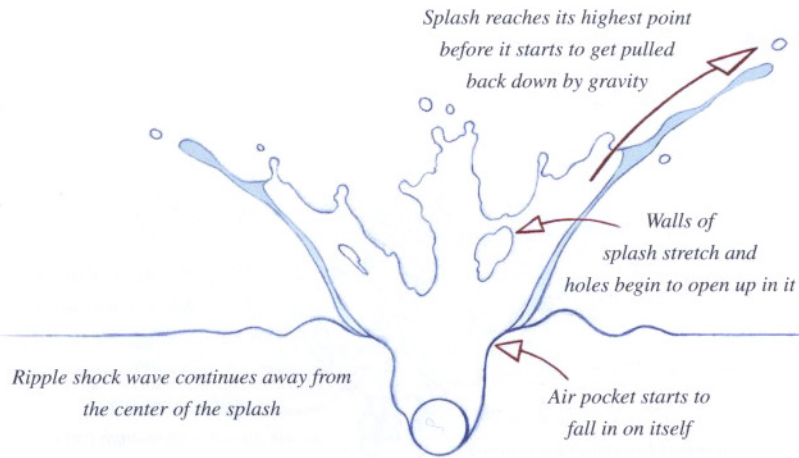 Splash reaches its highest point
before it starts to get pulled
back down by gravity
Walls of
splash stretch and
holes begin to open up in it
Ripple shock wave continues away from
the center of the splash
Air pocket starts to
fall in on itself